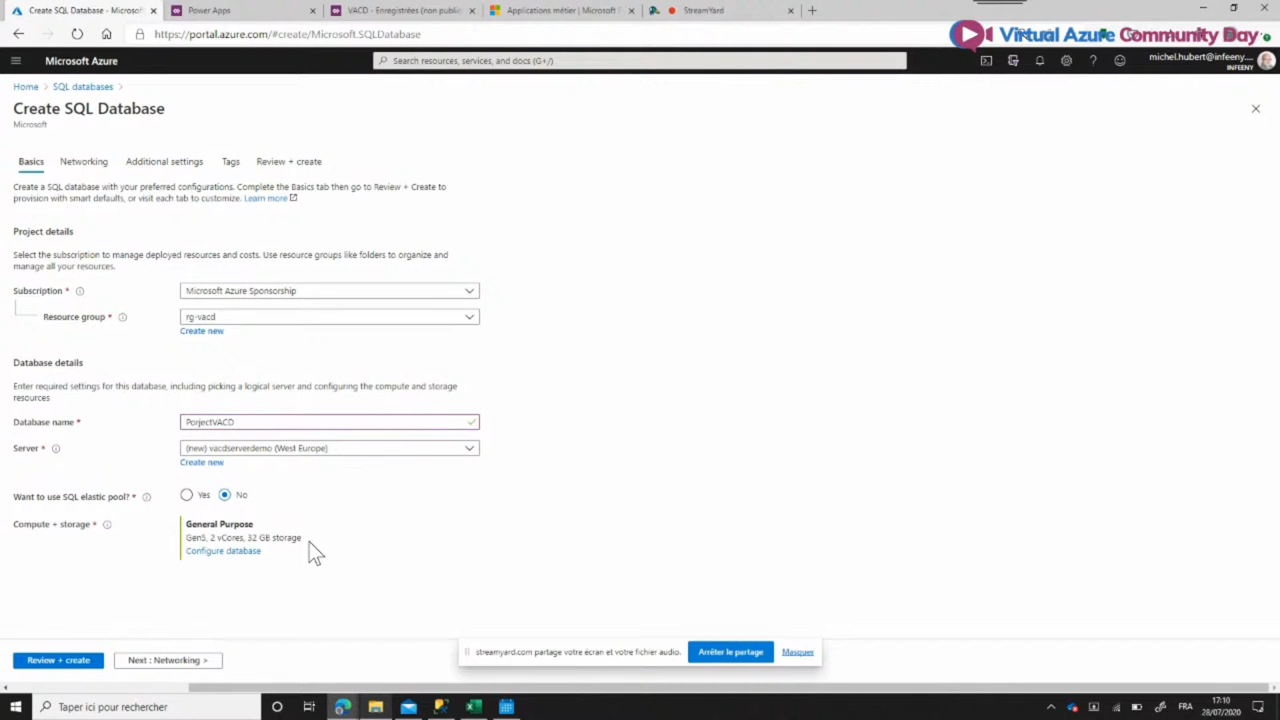 Create SQL Database - Microsoft
Power Apps
VACD - Enregistrées (non publié
Applications métier | Microsoft P
StreamYard
https://portal.azure.com/#create/Microsoft.SQLDatabase
Virtual Azure Community Day
Microsoft Azure
Search resources, services, and docs (G+/)
michel.hubert@infeeny....
INFEENY
Home > SQL databases >
Create SQL Database
Microsoft
Basics Networking Additional settings Tags Review + create
Create a SQL database with your preferred configurations. Complete the Basics tab then go to Review + Create to
provision with smart defaults, or visit each tab to customize. Learn more
Project details
Select the subscription to manage deployed resources and costs. Use resource groups like folders to organize and
manage all your resources.
Subscription * Microsoft Azure Sponsorship
Resource group * rg-vacd
Create new
Database details
Enter required settings for this database, including picking a logical server and configuring the compute and storage
resources
Database name * PorjectVACD
Server * (new) vacdserverdemo (West Europe)
Create new
Want to use SQL elastic pool? * Yes No
Compute + storage * General Purpose
Gen5, 2 vCores, 32 GB storage
Configure database
Review + create Next : Networking >
streamyard.com partage votre écran et votre fichier audio. Arrêter le partage Masquer
Taper ici pour rechercher
FRA
17:10
28/07/2020